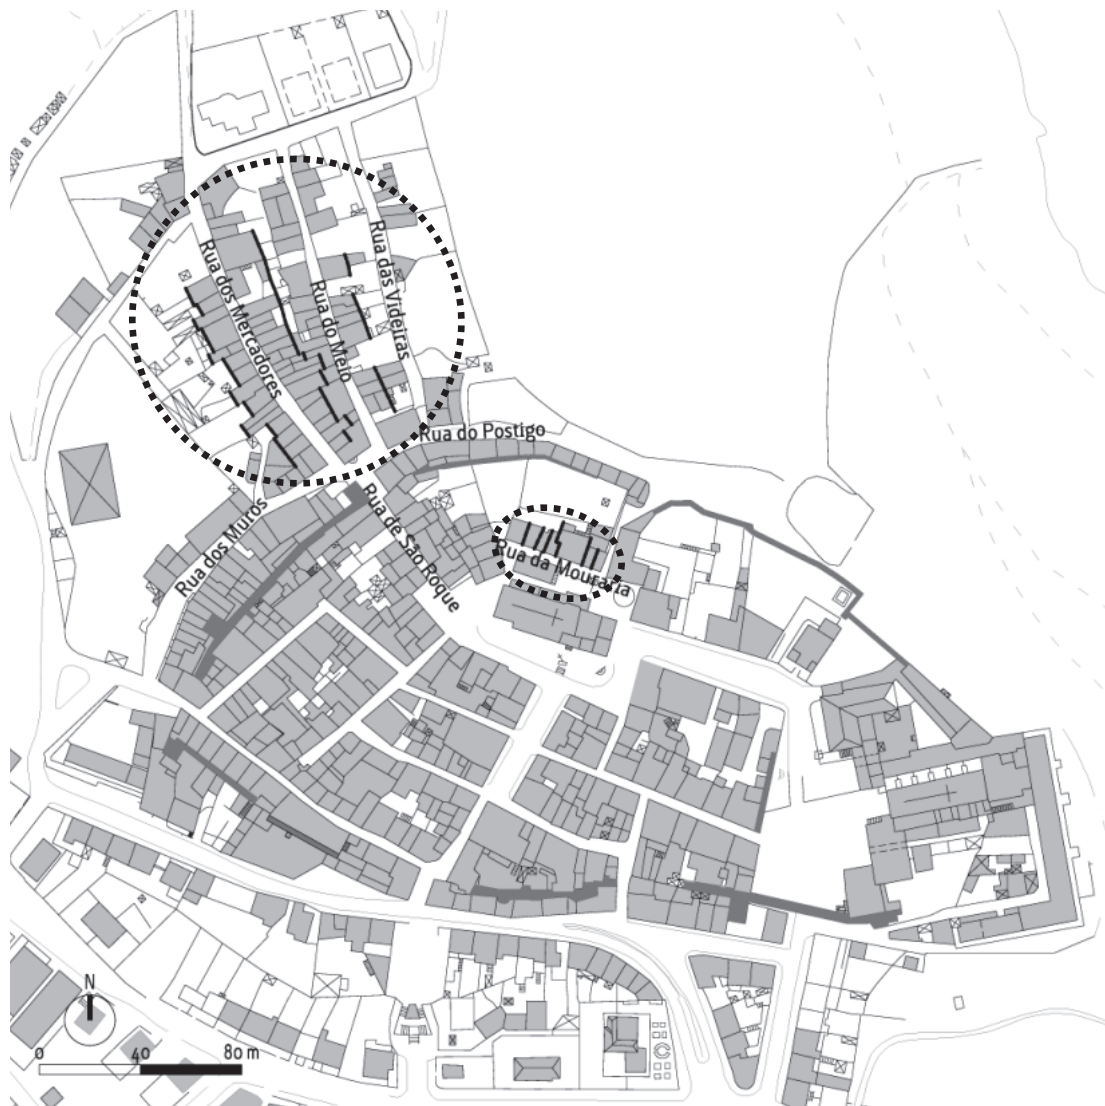 Rua dos Mercadores
Rua do Meio
Rua das Videiras
Rua do Postigo
Rua dos Muros
Rua de São Roque
Rua da Mouraria
N
0 40 80 m